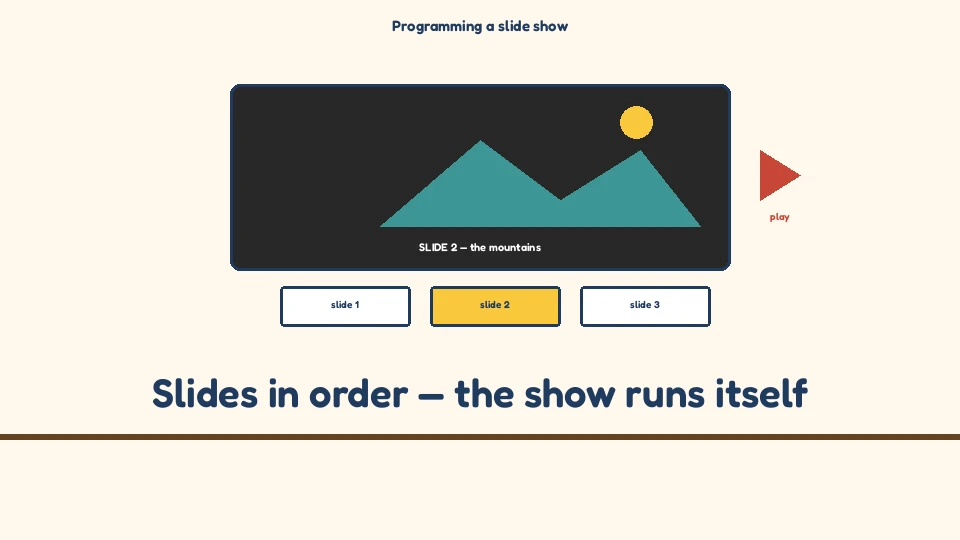 Programming a slide show
SLIDE 2 — the mountains
play
slide 1
slide 2
slide 3
Slides in order — the show runs itself